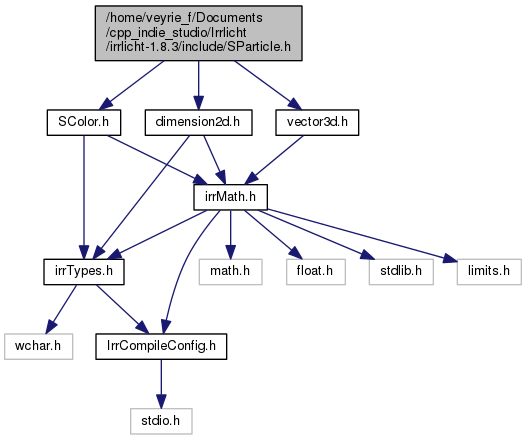 /home/veyrie_f/Documents
/cpp_indie_studio/Irrlicht
/irrlicht-1.8.3/include/SParticle.h
SColor.h
dimension2d.h
vector3d.h
irrMath.h
irrTypes.h
math.h
float.h
stdlib.h
limits.h
wchar.h
IrrCompileConfig.h
stdio.h